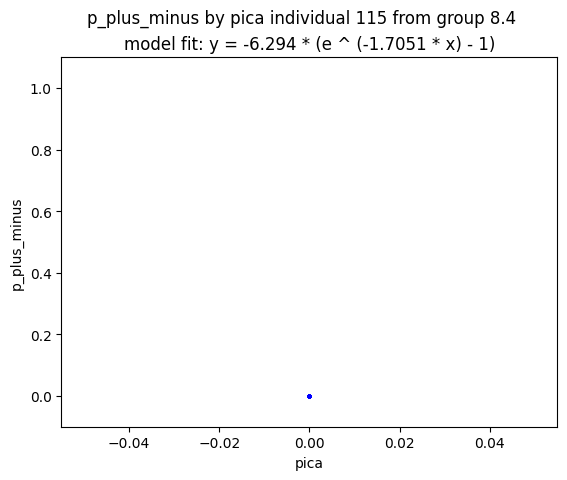 p_plus_minus by pica individual 115 from group 8.4
model fit: y = -6.294 * (e ^ (-1.7051 * x) - 1)
1.0
0.8
0.6
0.4
0.2
0.0
p_plus_minus
−0.04
−0.02
0.00
0.02
0.04
pica